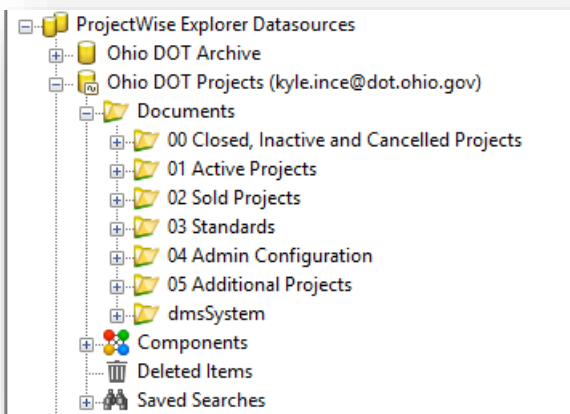 ProjectWise Explorer Datasources
Ohio DOT Archive
Ohio DOT Projects (kyle.ince@dot.ohio.gov)
Documents
00 Closed, Inactive and Cancelled Projects
01 Active Projects
02 Sold Projects
03 Standards
04 Admin Configuration
05 Additional Projects
dmsSystem
Components
Deleted Items
Saved Searches